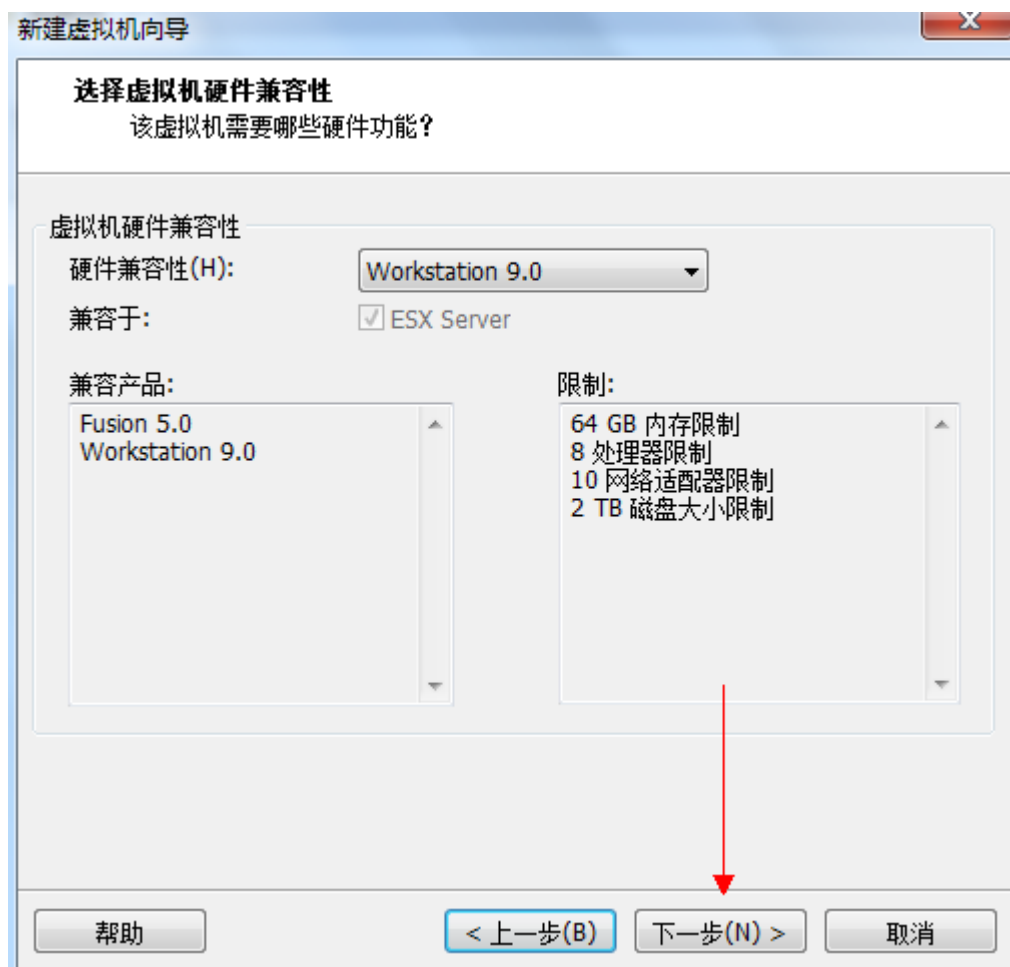 新建虚拟机向导
选择虚拟机硬件兼容性
该虚拟机需要哪些硬件功能?
虚拟机硬件兼容性
硬件兼容性(H): Workstation 9.0
兼容于: ESX Server
兼容产品: 限制:
Fusion 5.0
Workstation 9.0
64 GB 内存限制
8 处理器限制
10 网络适配器限制
2 TB 磁盘大小限制
帮助 < 上一步(B) 下一步(N) > 取消